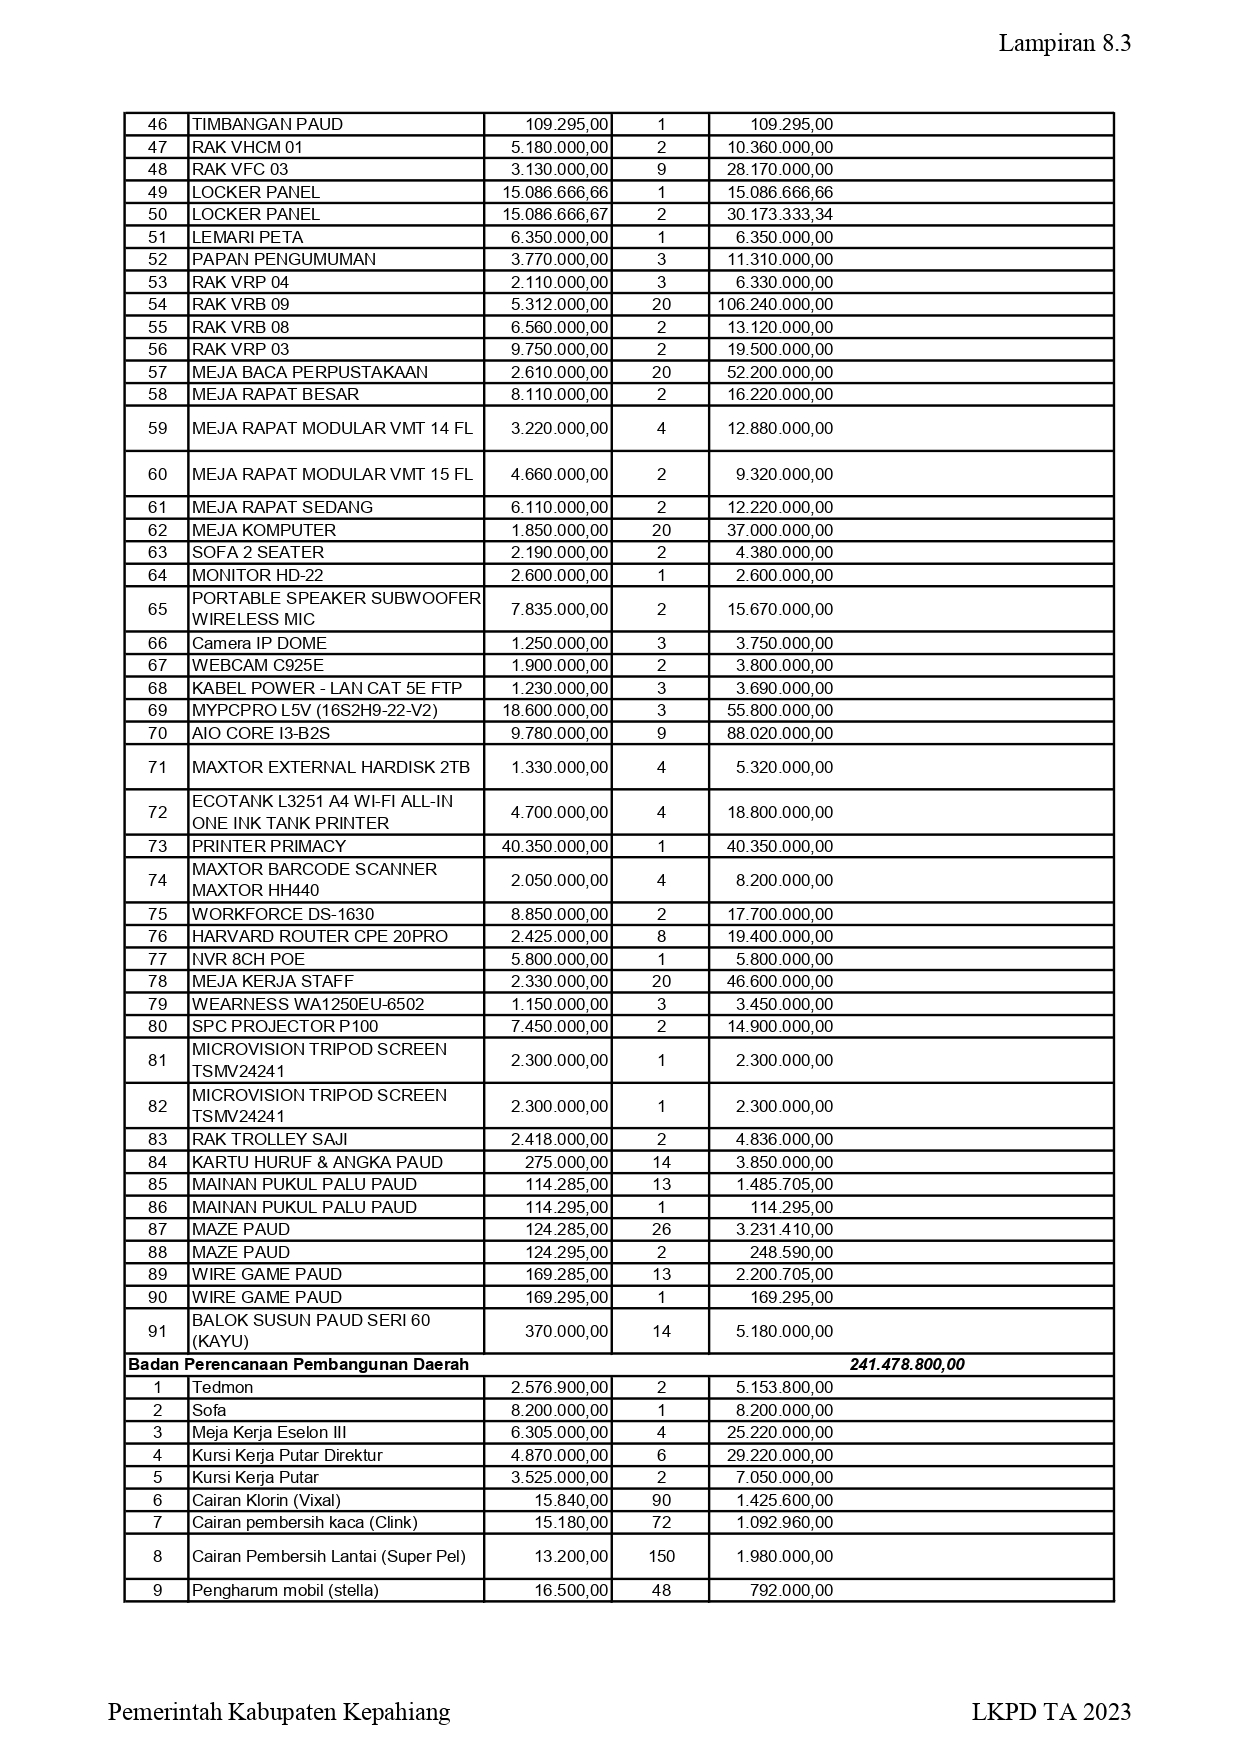 Lampiran 8.3
46 TIMBANGAN PAUD 109.295,00 1 109.295,00
47 RAK VHCM 01 5.180.000,00 2 10.360.000,00
48 RAK VFC 03 3.130.000,00 9 28.170.000,00
49 LOCKER PANEL 15.086.666,66 1 15.086.666,66
50 LOCKER PANEL 15.086.666,67 2 30.173.333,34
51 LEMARI PETA 6.350.000,00 1 6.350.000,00
52 PAPAN PENGUMUMAN 3.770.000,00 3 11.310.000,00
53 RAK VRP 04 2.110.000,00 3 6.330.000,00
54 RAK VRB 09 5.312.000,00 20 106.240.000,00
55 RAK VRB 08 6.560.000,00 2 13.120.000,00
56 RAK VRP 03 9.750.000,00 2 19.500.000,00
57 MEJA BACA PERPUSTAKAAN 2.610.000,00 20 52.200.000,00
58 MEJA RAPAT BESAR 8.110.000,00 2 16.220.000,00
59 MEJA RAPAT MODULAR VMT 14 FL 3.220.000,00 4 12.880.000,00
60 MEJA RAPAT MODULAR VMT 15 FL 4.660.000,00 2 9.320.000,00
61 MEJA RAPAT SEDANG 6.110.000,00 2 12.220.000,00
62 MEJA KOMPUTER 1.850.000,00 20 37.000.000,00
63 SOFA 2 SEATER 2.190.000,00 2 4.380.000,00
64 MONITOR HD-22 2.600.000,00 1 2.600.000,00
65 PORTABLE SPEAKER SUBWOOFER
WIRELESS MIC 7.835.000,00 2 15.670.000,00
66 Camera IP DOME 1.250.000,00 3 3.750.000,00
67 WEBCAM C925E 1.900.000,00 2 3.800.000,00
68 KABEL POWER - LAN CAT 5E FTP 1.230.000,00 3 3.690.000,00
69 MYPCPRO L5V (16S2H9-22-V2) 18.600.000,00 3 55.800.000,00
70 AIO CORE I3-B2S 9.780.000,00 9 88.020.000,00
71 MAXTOR EXTERNAL HARDISK 2TB 1.330.000,00 4 5.320.000,00
72 ECOTANK L3251 A4 WI-FI ALL-IN
ONE INK TANK PRINTER 4.700.000,00 4 18.800.000,00
73 PRINTER PRIMACY 40.350.000,00 1 40.350.000,00
74 MAXTOR BARCODE SCANNER
MAXTOR HH440 2.050.000,00 4 8.200.000,00
75 WORKFORCE DS-1630 8.850.000,00 2 17.700.000,00
76 HARVARD ROUTER CPE 20PRO 2.425.000,00 8 19.400.000,00
77 NVR 8CH POE 5.800.000,00 1 5.800.000,00
78 MEJA KERJA STAFF 2.330.000,00 20 46.600.000,00
79 WEARNESS WA1250EU-6502 1.150.000,00 3 3.450.000,00
80 SPC PROJECTOR P100 7.450.000,00 2 14.900.000,00
81 MICROVISION TRIPOD SCREEN
TSMV24241 2.300.000,00 1 2.300.000,00
82 MICROVISION TRIPOD SCREEN
TSMV24241 2.300.000,00 1 2.300.000,00
83 RAK TROLLEY SAJI 2.418.000,00 2 4.836.000,00
84 KARTU HURUF & ANGKA PAUD 275.000,00 14 3.850.000,00
85 MAINAN PUKUL PALU PAUD 114.285,00 13 1.485.705,00
86 MAINAN PUKUL PALU PAUD 114.295,00 1 114.295,00
87 MAZE PAUD 124.285,00 26 3.231.410,00
88 MAZE PAUD 124.295,00 2 248.590,00
89 WIRE GAME PAUD 169.285,00 13 2.200.705,00
90 WIRE GAME PAUD 169.295,00 1 169.295,00
91 BALOK SUSUN PAUD SERI 60
(KAYU) 370.000,00 14 5.180.000,00
Badan Perencanaan Pembangunan Daerah 241.478.800,00
1 Tedmon 2.576.900,00 2 5.153.800,00
2 Sofa 8.200.000,00 1 8.200.000,00
3 Meja Kerja Eselon III 6.305.000,00 4 25.220.000,00
4 Kursi Kerja Putar Direktur 4.870.000,00 6 29.220.000,00
5 Kursi Kerja Putar 3.525.000,00 2 7.050.000,00
6 Cairan Klorin (Vixal) 15.840,00 90 1.425.600,00
7 Cairan pembersih kaca (Clink) 15.180,00 72 1.092.960,00
8 Cairan Pembersih Lantai (Super Pel) 13.200,00 150 1.980.000,00
9 Pengharum mobil (stella) 16.500,00 48 792.000,00
Pemerintah Kabupaten Kepahiang LKPD TA 2023